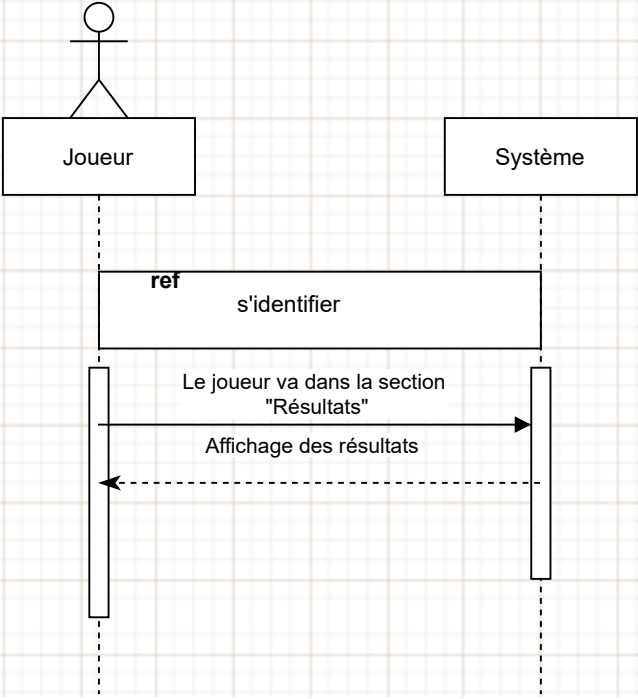 Joueur
Système
ref
s'identifier
Le joueur va dans la section
"Résultats"
Affichage des résultats